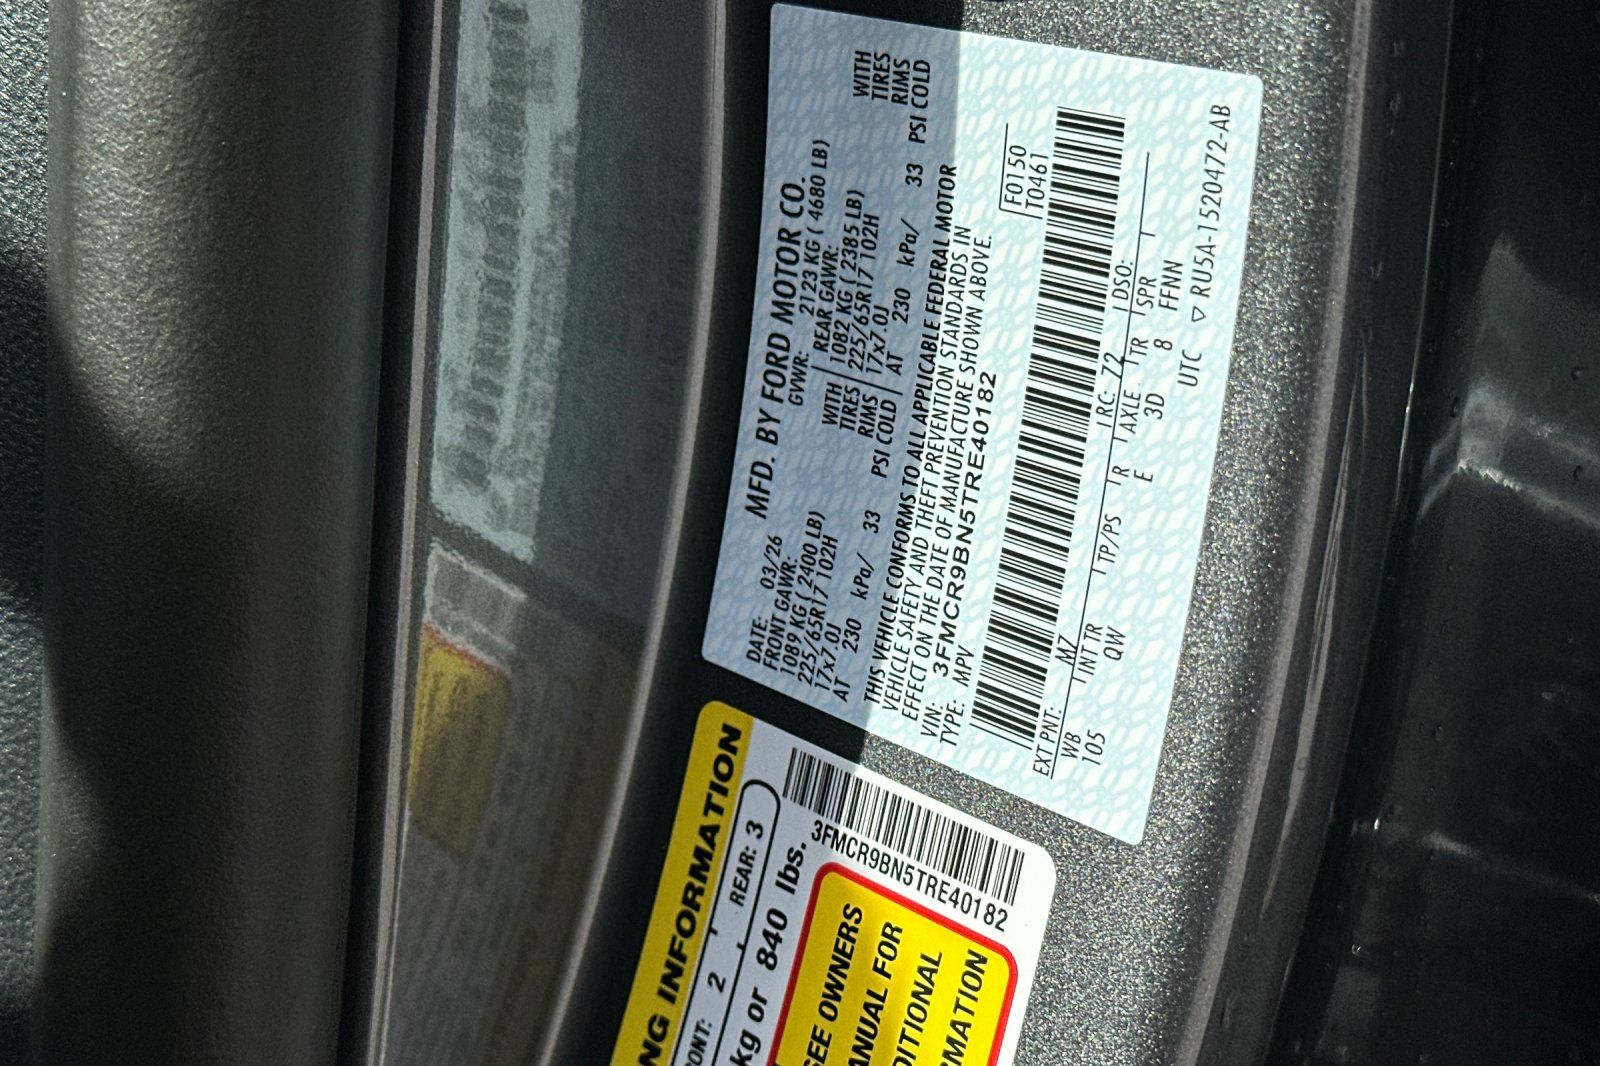 MFD. BY FORD MOTOR CO.
DATE: 03/26 GVWR: 2123 KG ( 4680 LB)
FRONT GAWR: REAR GAWR:
1089 KG ( 2400 LB) WITH 1082 KG ( 2385 LB) WITH
225/65R17 102H TIRES 225/65R17 102H TIRES
17x7.0J RIMS 17x7.0J RIMS
AT 230 kPa/ 33 PSI COLD AT 230 kPa/ 33 PSI COLD
THIS VEHICLE CONFORMS TO ALL APPLICABLE FEDERAL MOTOR
VEHICLE SAFETY AND THEFT PREVENTION STANDARDS IN
EFFECT ON THE DATE OF MANUFACTURE SHOWN ABOVE.
VIN: 3FMCR9BN5TRE40182
TYPE: MPV
F0150
T0461
EXT PNT: MZ RC: 72 DSO:
WB INT TR TP/PS R AXLE TR SPR
105 QW E 3D 8 FFNN
UTC ▽ RU5A-1520472-AB
NG INFORMATION
ONT: 2 REAR: 3
kg or 840 lbs.
3FMCR9BN5TRE40182
SEE OWNERS
ANUAL FOR
DITIONAL
RMATION